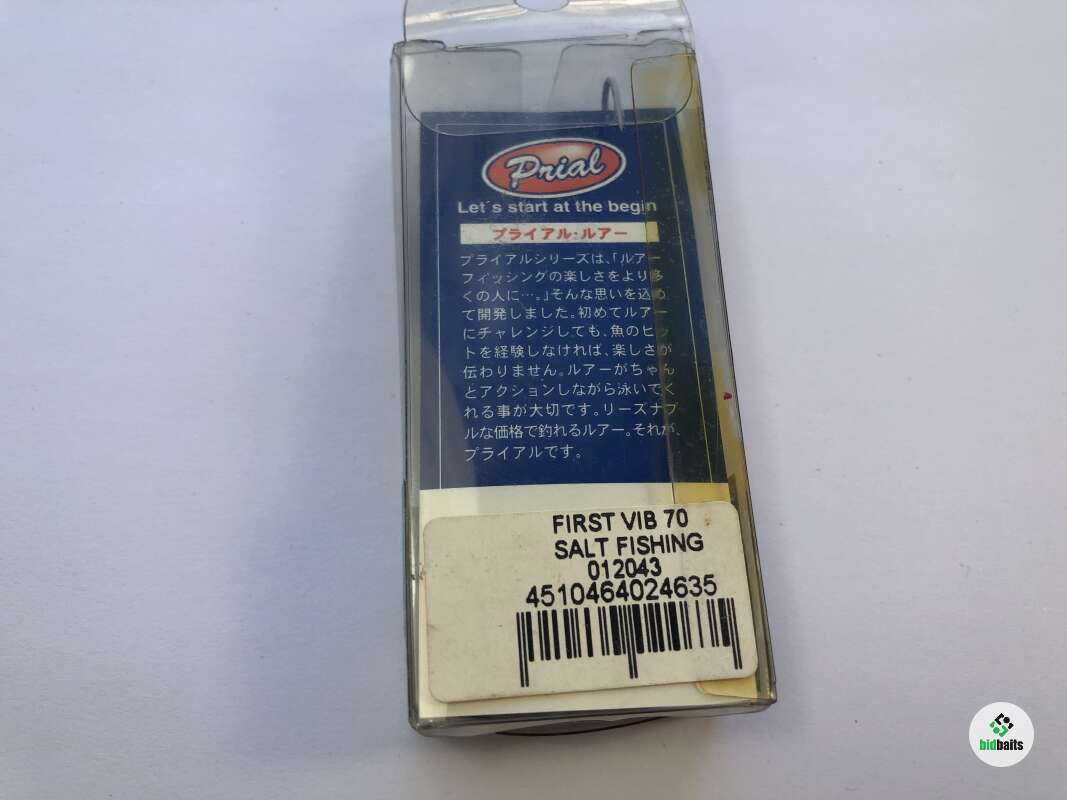 Prial
Let's start at the begin
プライアル・ルアー
プライアルシリーズは、「ルアー
フィッシングの楽しさをより多
くの人に…。」そんな思いを込め
て開発しました。初めてルアー
にチャレンジしても、魚のヒッ
トを経験しなければ、楽しさが
伝わりません。ルアーがちゃん
とアクションしながら泳いでく
れる事が大切です。リーズナブ
ルな価格で釣れるルアー。それが、
プライアルです。
FIRST VIB 70
SALT FISHING
012043
4510464024635
bidbaits